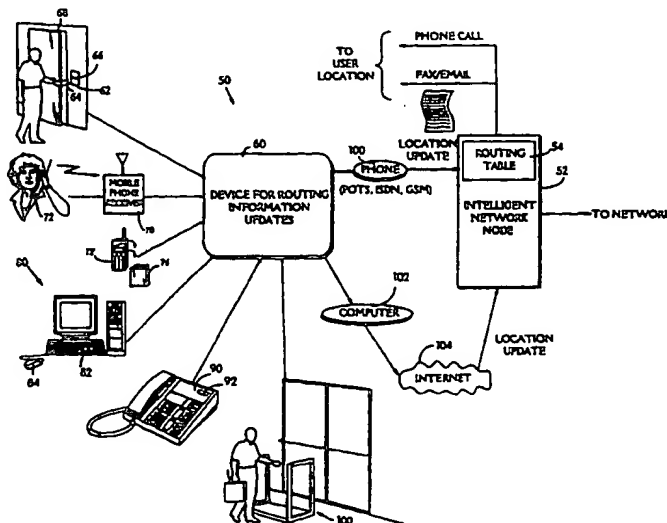 68
66
62
64
50
TO
USER
LOCATION
PHONE CALL
FAX/EMAIL
60
DEVICE FOR ROUTING
INFORMATION
UPDATES
100
PHONE
(POTS, ISDN, GSM)
LOCATION
UPDATE
ROUTING
TABLE
54
52
INTELLIGENT
NETWORK
NODE
TO NETWORK
72
MOBILE
PHONE
RECEIVER
70
80
82
84
90
92
102
COMPUTER
104
INTERNET
LOCATION
UPDATE
100